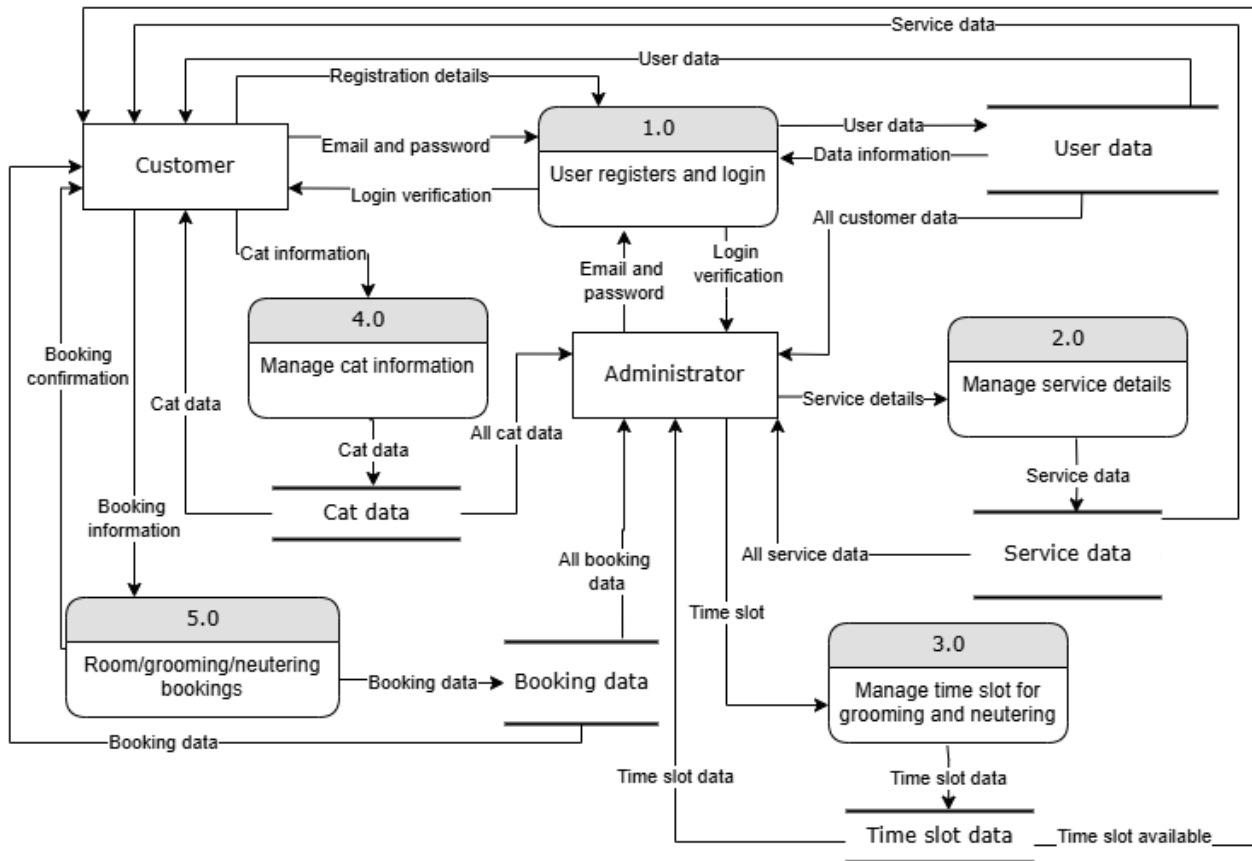 Service data
User data
Registration details
1.0
User registers and login
User data
Data information
User data
Customer
Email and password
Login verification
All customer data
Cat information
Email and
password
Login
verification
4.0
Manage cat information
Administrator
2.0
Manage service details
Service details
Booking
confirmation
Cat data
All cat data
Cat data
Cat data
Service data
Service data
All service data
Booking
information
All booking
data
Time slot
5.0
Room/grooming/neutering
bookings
Booking data
Booking data
Booking data
3.0
Manage time slot for
grooming and neutering
Time slot data
Time slot data
Time slot data
Time slot available